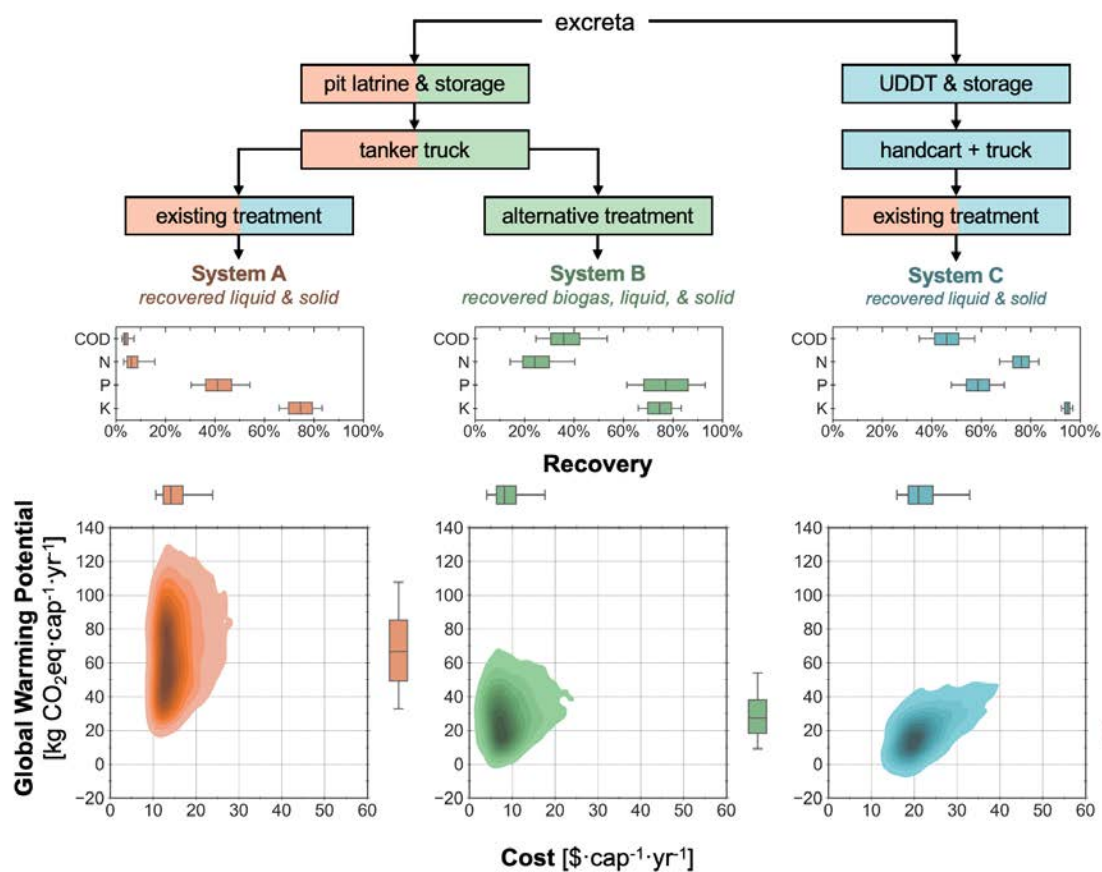 excreta
pit latrine & storage
UDDT & storage
tanker truck
handcart + truck
existing treatment
alternative treatment
existing treatment
System A
recovered liquid & solid
System B
recovered biogas, liquid, & solid
System C
recovered liquid & solid
COD
N
P
K
0% 20% 40% 60% 80% 100%
0% 20% 40% 60% 80% 100%
0% 20% 40% 60% 80% 100%
Recovery
Global Warming Potential
[kg CO₂eq·cap⁻¹·yr⁻¹]
140
120
100
80
60
40
20
0
−20
0 10 20 30 40 50 60
140
120
100
80
60
40
20
0
−20
0 10 20 30 40 50 60
140
120
100
80
60
40
20
0
−20
0 10 20 30 40 50 60
Cost [$·cap⁻¹·yr⁻¹]